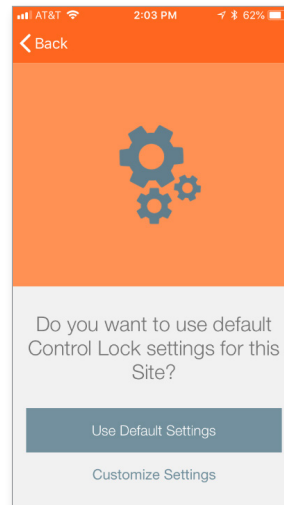 AT&T 2:03 PM 62%
Back
Do you want to use default
Control Lock settings for this
Site?
Use Default Settings
Customize Settings